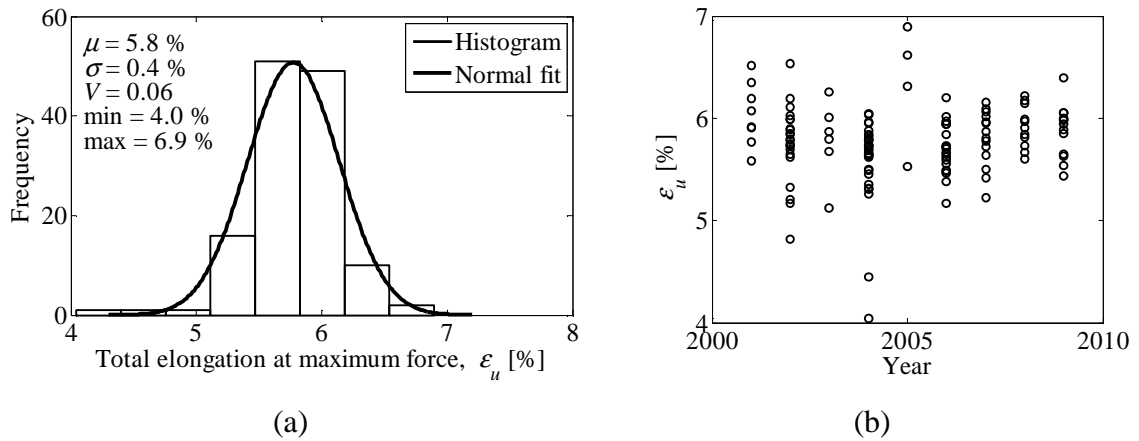 60
40
20
0
Frequency
μ = 5.8 %
σ = 0.4 %
V = 0.06
min = 4.0 %
max = 6.9 %
Histogram
Normal fit
4 5 6 7 8
Total elongation at maximum force, εu [%]
(a)
7
6
5
4
εu [%]
2000 2005 2010
Year
(b)